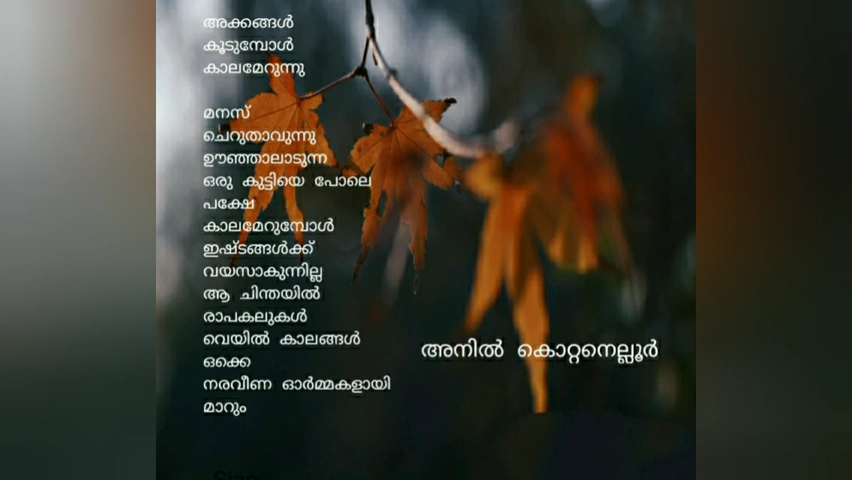 അക്കങ്ങൾ
കൂടുമ്പോൾ
കാലമേറുന്നു
മനസ്
ചെറുതാവുന്നു
ഊഞ്ഞാലാടുന്ന
ഒരു കുട്ടിയെ പോലെ
പക്ഷേ
കാലമേറുമ്പോൾ
ഇഷ്ടങ്ങൾക്ക്
വയസാകുന്നില്ല
ആ ചിന്തയിൽ
രാപകലുകൾ
വെയിൽ കാലങ്ങൾ
ഒക്കെ
നരവീണ ഓർമ്മകളായി
മാറും
അനിൽ കൊറ്റനെല്ലൂർ